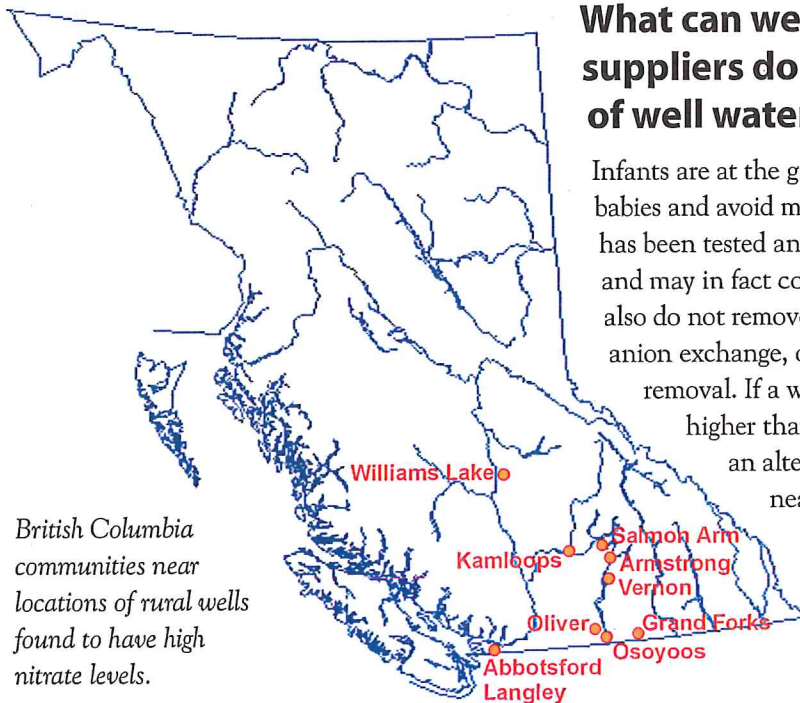 What can we
suppliers do
of well water
Infants are at the g
babies and avoid m
has been tested an
and may in fact co
also do not remove
anion exchange, o
removal. If a w
higher tha
an alte
nea
Williams Lake
Salmon Arm
Kamloops
Armstrong
Vernon
Oliver
Grand Forks
Osoyoos
Abbotsford
Langley
British Columbia
communities near
locations of rural wells
found to have high
nitrate levels.